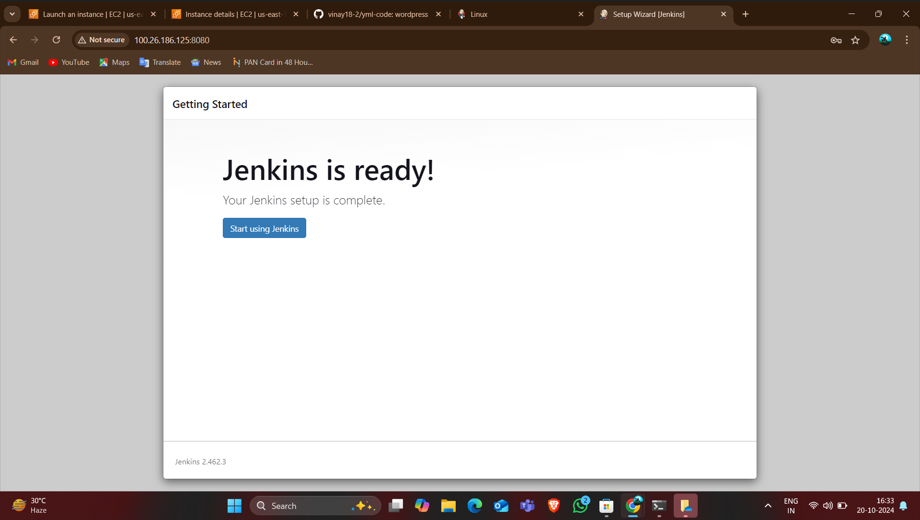 Launch an instance | EC2 | us-ea
Instance details | EC2 | us-east-
vinay18-2/yml-code: wordpress
Linux
Setup Wizard [Jenkins]
Not secure
100.26.186.125:8080
Gmail
YouTube
Maps
Translate
News
PAN Card in 48 Hou...
Getting Started
Jenkins is ready!
Your Jenkins setup is complete.
Start using Jenkins
Jenkins 2.462.3
30°C
Haze
Search
2
ENG
IN
16:33
20-10-2024